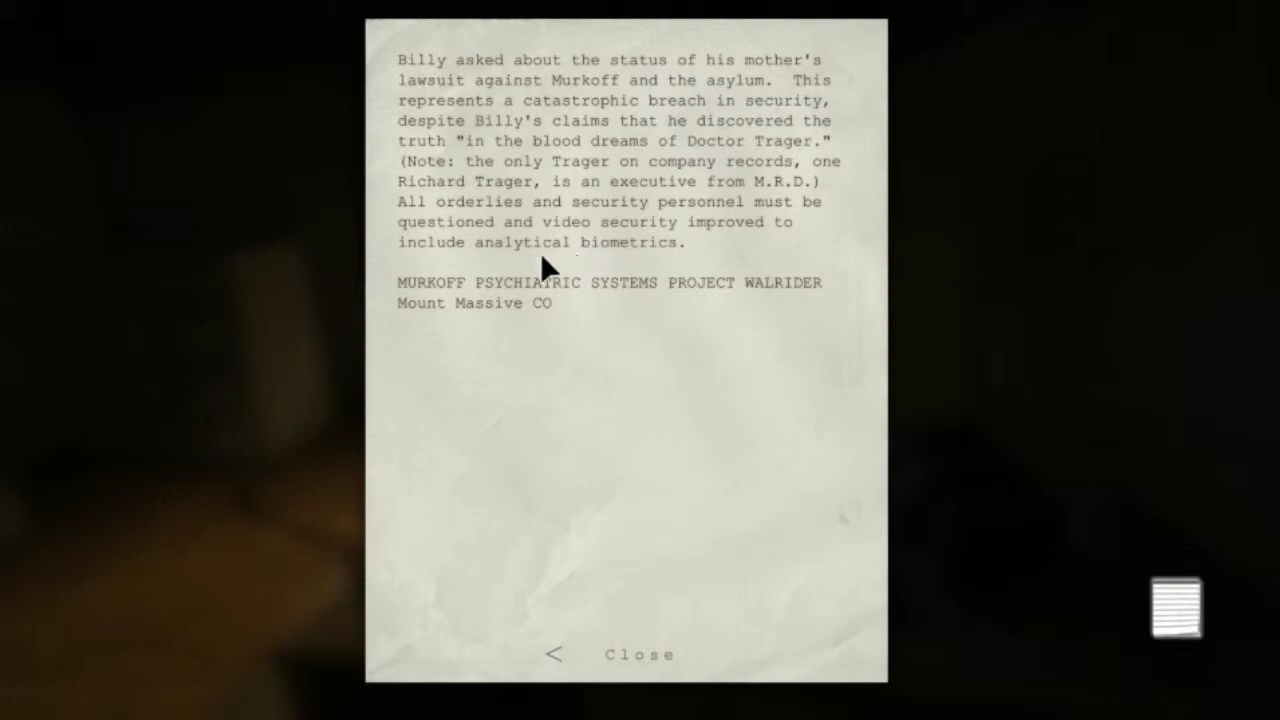 Billy asked about the status of his mother's
lawsuit against Murkoff and the asylum.  This
represents a catastrophic breach in security,
despite Billy's claims that he discovered the
truth "in the blood dreams of Doctor Trager."
(Note: the only Trager on company records, one
Richard Trager, is an executive from M.R.D.)
All orderlies and security personnel must be
questioned and video security improved to
include analytical biometrics.
MURKOFF PSYCHIATRIC SYSTEMS PROJECT WALRIDER
Mount Massive CO
< Close